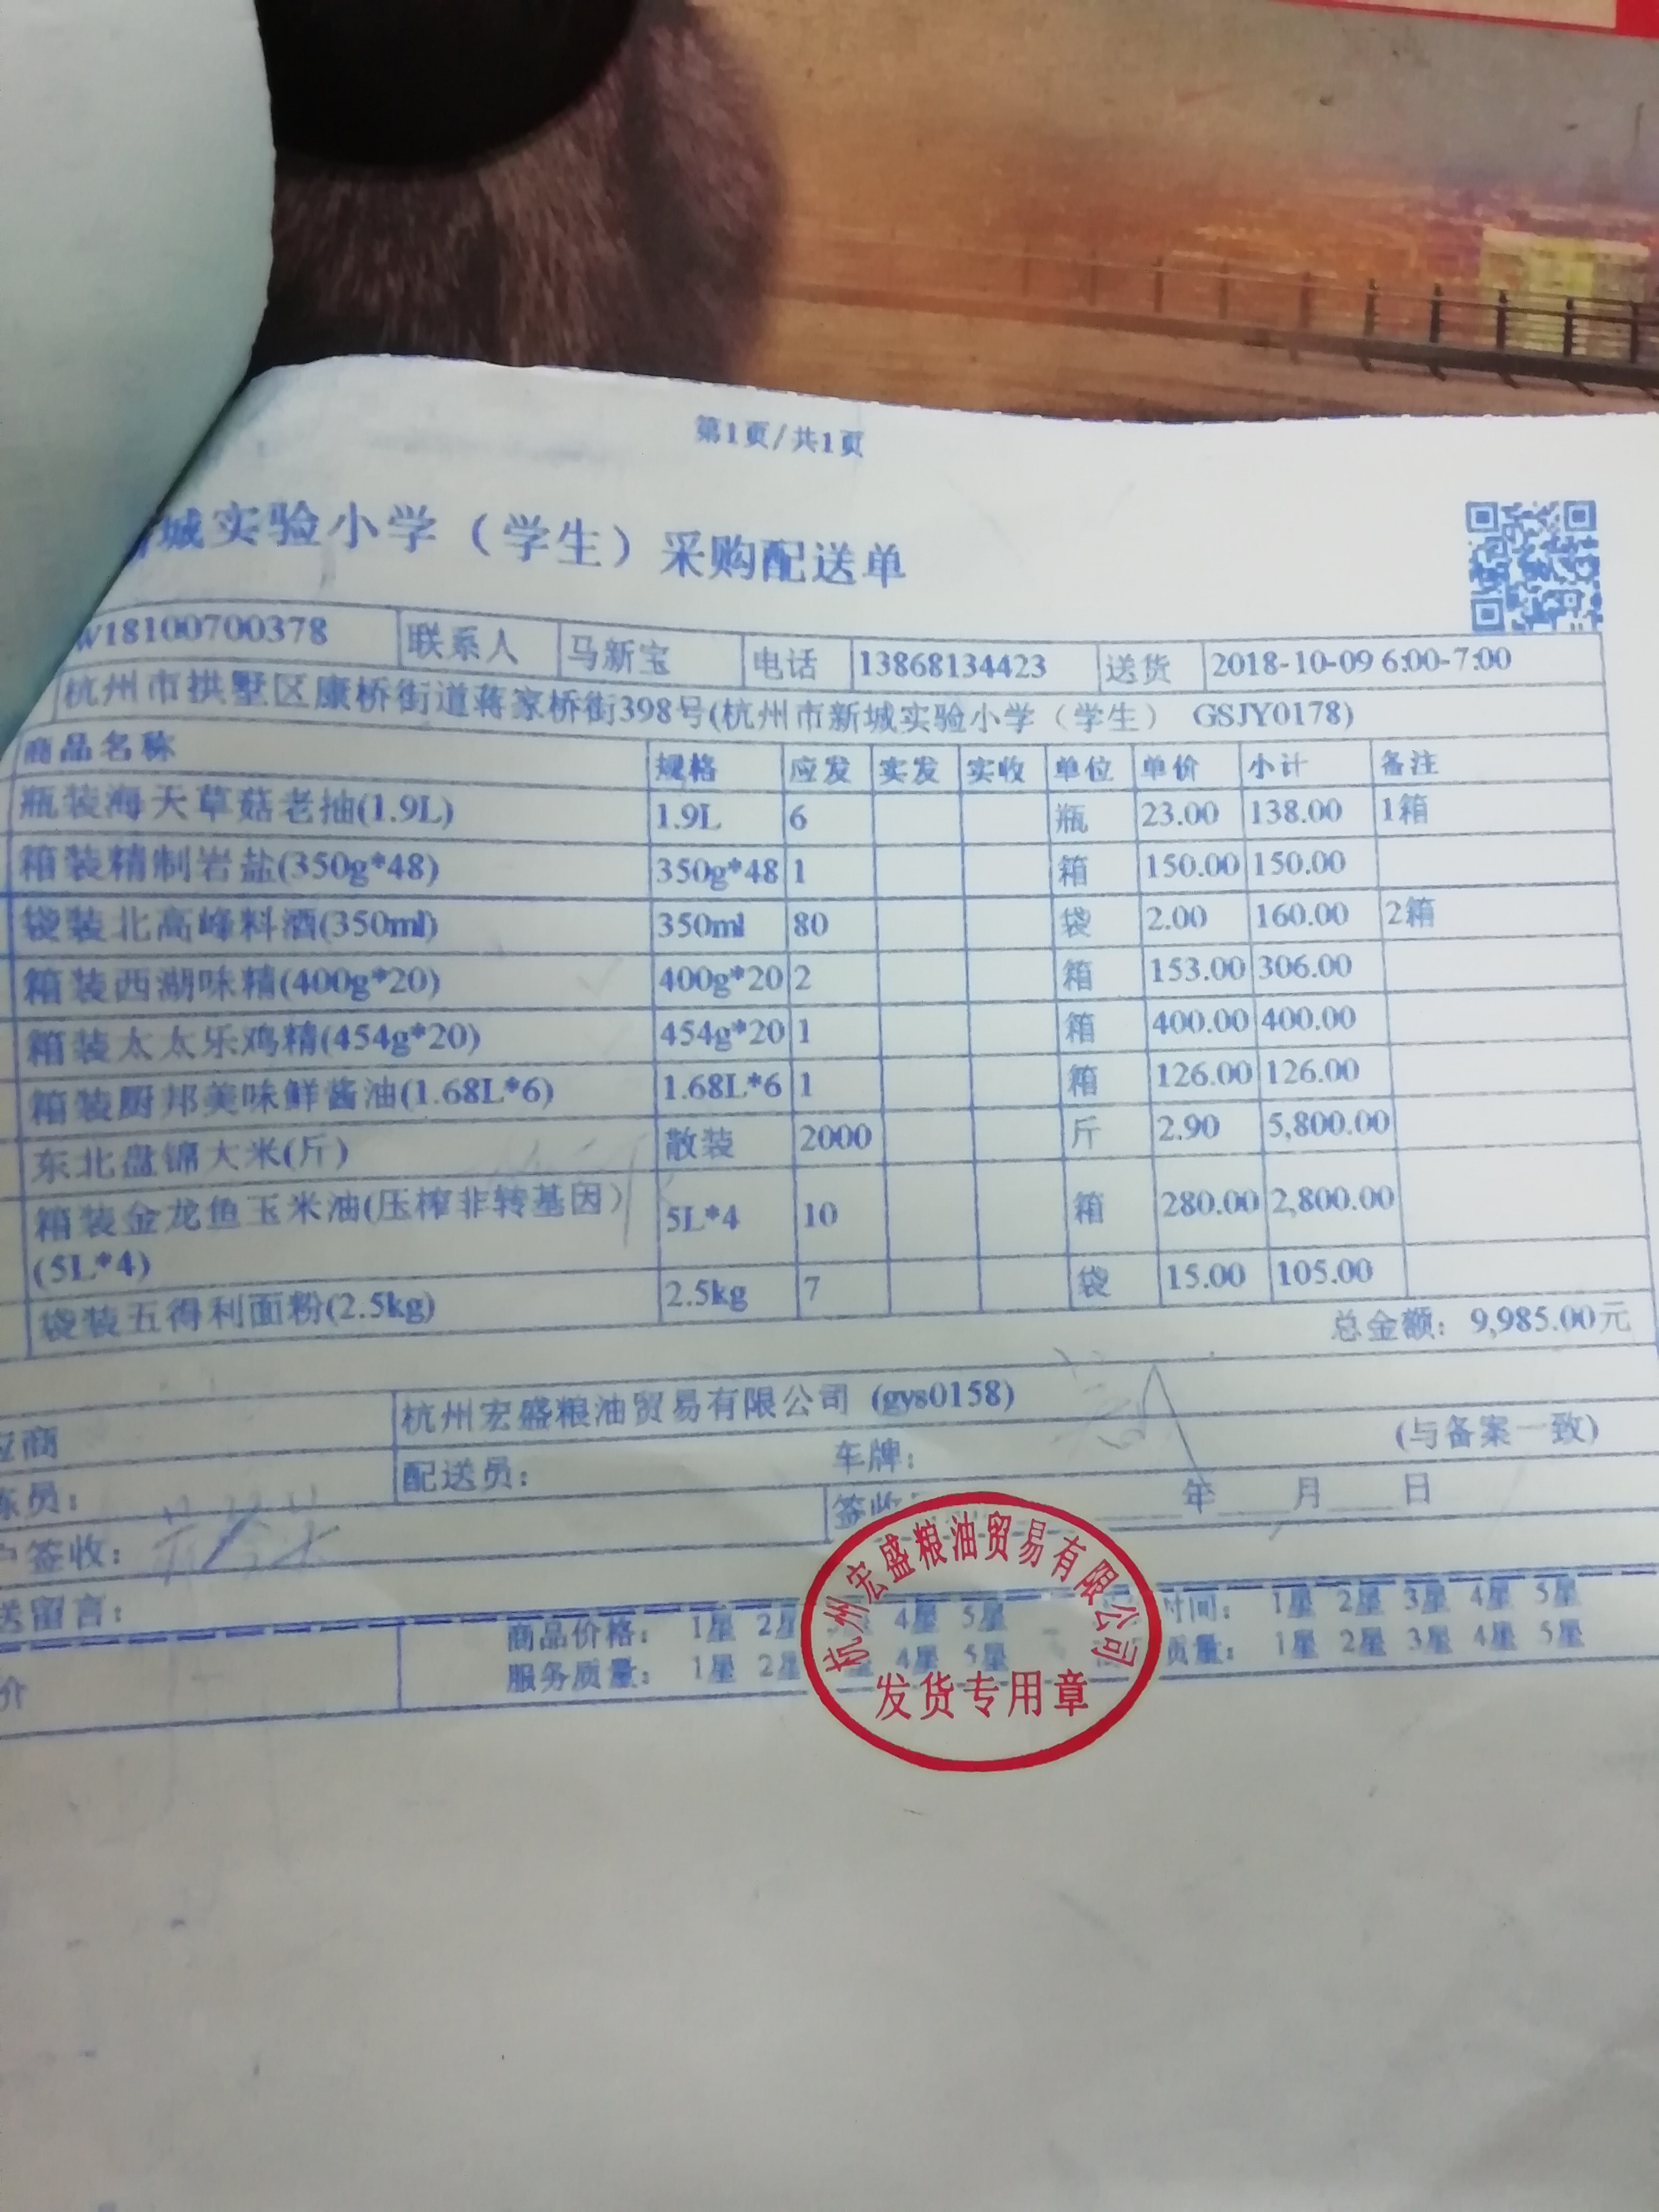 第1页/共1页
城实验小学（学生）采购配送单
W18100700378 联系人 马新宝 电话 13868134423 送货 2018-10-09 6:00-7:00
杭州市拱墅区康桥街道蒋家桥街398号(杭州市新城实验小学（学生） GSJY0178)
商品名称 规格 应发 实发 实收 单位 单价 小计 备注
瓶装海天草菇老抽(1.9L) 1.9L 6 瓶 23.00 138.00 1箱
箱装精制岩盐(350g*48) 350g*48 1 箱 150.00 150.00
袋装北高峰料酒(350ml) 350ml 80 袋 2.00 160.00 2箱
箱装西湖味精(400g*20) 400g*20 2 箱 153.00 306.00
箱装太太乐鸡精(454g*20) 454g*20 1 箱 400.00 400.00
箱装厨邦美味鲜酱油(1.68L*6) 1.68L*6 1 箱 126.00 126.00
东北盘锦大米(斤) 散装 2000 斤 2.90 5,800.00
箱装金龙鱼玉米油(压榨非转基因) 5L*4 10 箱 280.00 2,800.00
(5L*4)
袋装五得利面粉(2.5kg) 2.5kg 7 袋 15.00 105.00
总金额：9,985.00元
应商 杭州宏盛粮油贸易有限公司 (gys0158)
员： 配送员： 车牌： (与备案一致)
户签收： 签收 年 月 日
送留言：
商品价格： 1星 2星 4星 5星 时间： 1星 2星 3星 4星 5星
价 服务质量： 1星 2星 4星 5星 质量： 1星 2星 3星 4星 5星
杭州宏盛粮油贸易有限公司
发货专用章